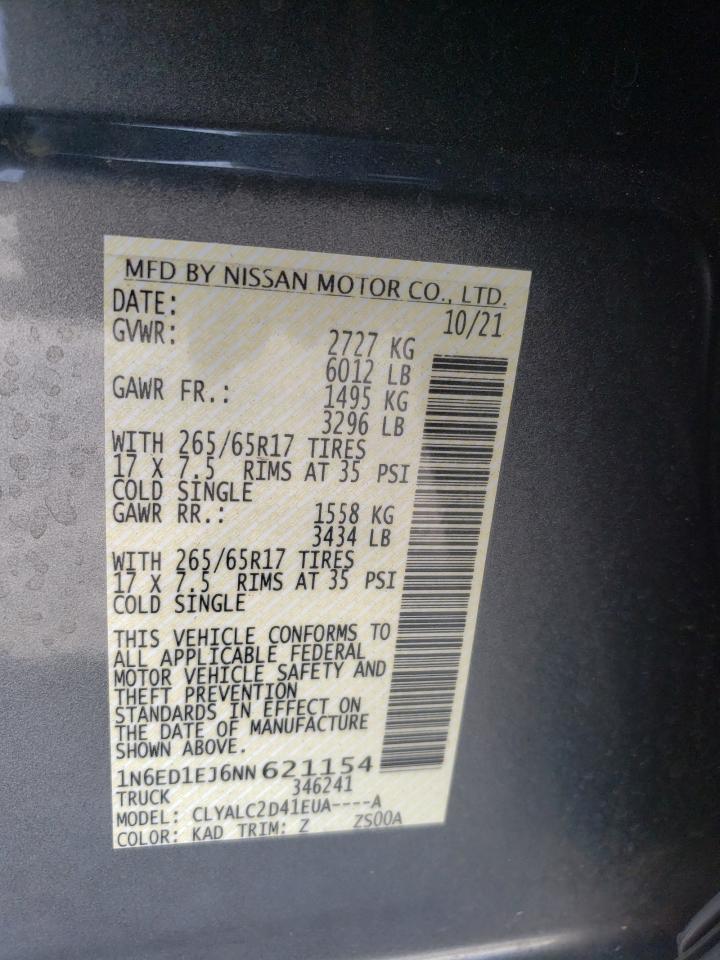 MFD BY NISSAN MOTOR CO., LTD.
DATE: 10/21
GVWR: 2727 KG
6012 LB
GAWR FR.: 1495 KG
3296 LB
WITH 265/65R17 TIRES
17 X 7.5 RIMS AT 35 PSI
COLD SINGLE
GAWR RR.: 1558 KG
3434 LB
WITH 265/65R17 TIRES
17 X 7.5 RIMS AT 35 PSI
COLD SINGLE
THIS VEHICLE CONFORMS TO
ALL APPLICABLE FEDERAL
MOTOR VEHICLE SAFETY AND
THEFT PREVENTION
STANDARDS IN EFFECT ON
THE DATE OF MANUFACTURE
SHOWN ABOVE.
1N6ED1EJ6NN 621154
TRUCK 346241
MODEL: CLYALC2D41EUA----A
COLOR: KAD TRIM: Z ZS00A